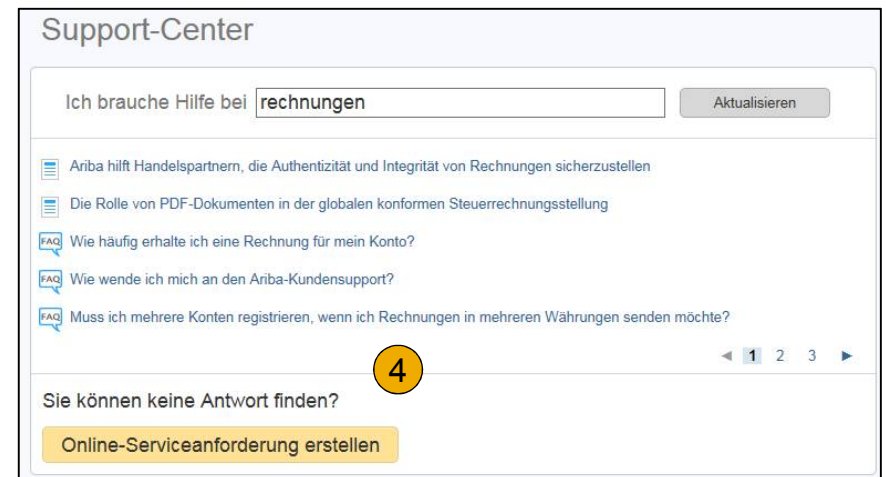 Support-Center
Ich brauche Hilfe bei rechnungen Aktualisieren
Ariba hilft Handelspartnern, die Authentizität und Integrität von Rechnungen sicherzustellen
Die Rolle von PDF-Dokumenten in der globalen konformen Steuerrechnungsstellung
FAQ Wie häufig erhalte ich eine Rechnung für mein Konto?
FAQ Wie wende ich mich an den Ariba-Kundensupport?
FAQ Muss ich mehrere Konten registrieren, wenn ich Rechnungen in mehreren Währungen senden möchte?
◄ 1 2 3 ►
4
Sie können keine Antwort finden?
Online-Serviceanforderung erstellen